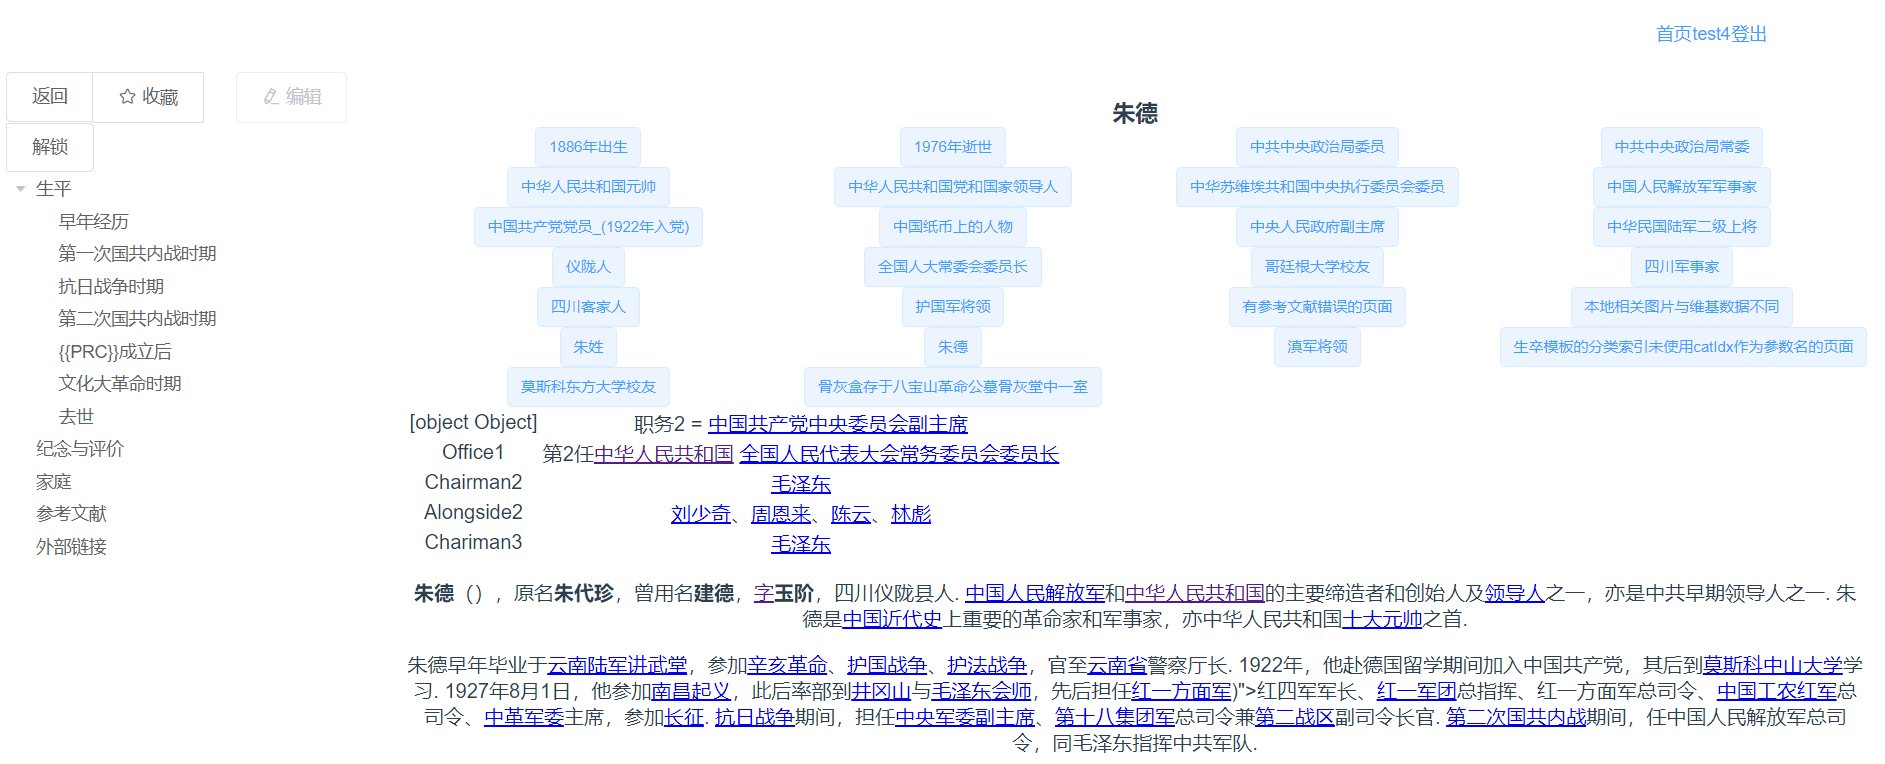 首页test4登出
返回 收藏 编辑
解锁
生平
早年经历
第一次国共内战时期
抗日战争时期
第二次国共内战时期
{{PRC}}成立后
文化大革命时期
去世
纪念与评价
家庭
参考文献
外部链接
朱德
1886年出生 1976年逝世 中共中央政治局委员 中共中央政治局常委
中华人民共和国元帅 中华人民共和国党和国家领导人 中华苏维埃共和国中央执行委员会委员 中国人民解放军军事家
中国共产党党员_(1922年入党) 中国纸币上的人物 中央人民政府副主席 中华民国陆军二级上将
仪陇人 全国人大常委会委员长 哥廷根大学校友 四川军事家
四川客家人 护国军将领 有参考文献错误的页面 本地相关图片与维基数据不同
朱姓 朱德 滇军将领 生卒模板的分类索引未使用catIdx作为参数名的页面
莫斯科东方大学校友 骨灰盒存于八宝山革命公墓骨灰堂中一室
[object Object] 职务2 = 中国共产党中央委员会副主席
Office1 第2任中华人民共和国 全国人民代表大会常务委员会委员长
Chairman2 毛泽东
Alongside2 刘少奇、周恩来、陈云、林彪
Chariman3 毛泽东
朱德（），原名朱代珍，曾用名建德，字玉阶，四川仪陇县人. 中国人民解放军和中华人民共和国的主要缔造者和创始人及领导人之一，亦是中共早期领导人之一. 朱
德是中国近代史上重要的革命家和军事家，亦中华人民共和国十大元帅之首.
朱德早年毕业于云南陆军讲武堂，参加辛亥革命、护国战争、护法战争，官至云南省警察厅长. 1922年，他赴德国留学期间加入中国共产党，其后到莫斯科中山大学学
习. 1927年8月1日，他参加南昌起义，此后率部到井冈山与毛泽东会师，先后担任红一方面军)">红四军军长、红一军团总指挥、红一方面军总司令、中国工农红军总
司令、中革军委主席，参加长征. 抗日战争期间，担任中央军委副主席、第十八集团军总司令兼第二战区副司令长官. 第二次国共内战期间，任中国人民解放军总司
令，同毛泽东指挥中共军队.